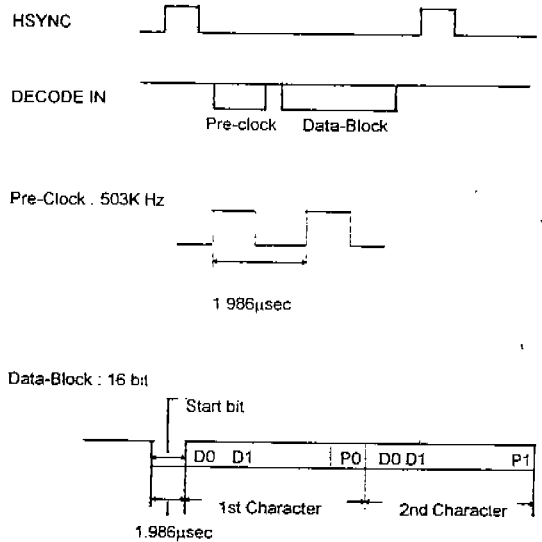 HSYNC
DECODE IN
Pre-clock Data-Block
Pre-Clock . 503K Hz
1 986μsec
Data-Block : 16 bit
Start bit
D0 D1 P0 D0 D1 P1
1st Character 2nd Character
1.986μsec